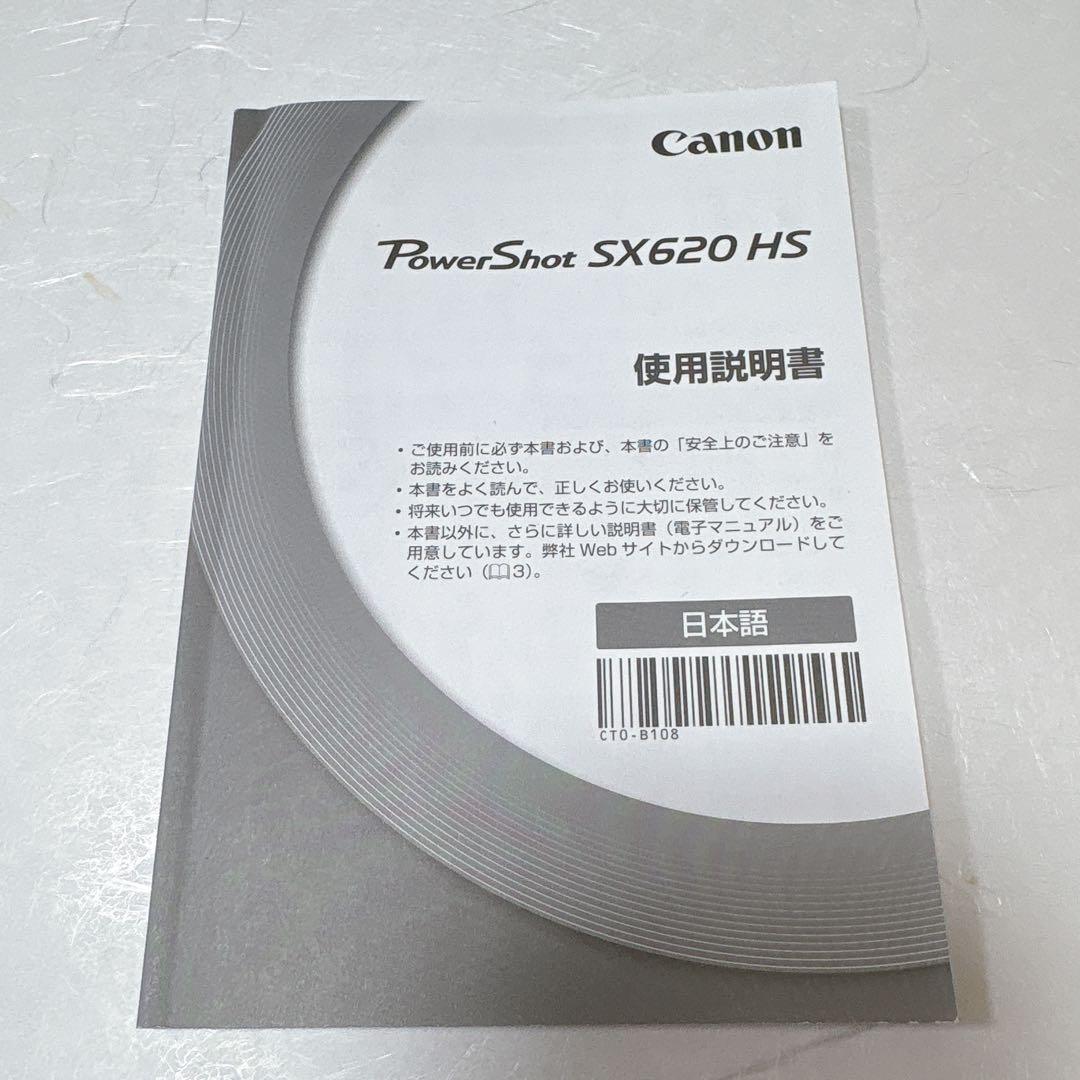 Canon
PowerShot SX620 HS
使用説明書
・ご使用前に必ず本書および、本書の「安全上のご注意」を
お読みください。
・本書をよく読んで、正しくお使いください。
・将来いつでも使用できるように大切に保管してください。
・本書以外に、さらに詳しい説明書（電子マニュアル）をご
用意しています。弊社 Web サイトからダウンロードして
ください（📖3）。
日本語
CT0-B108